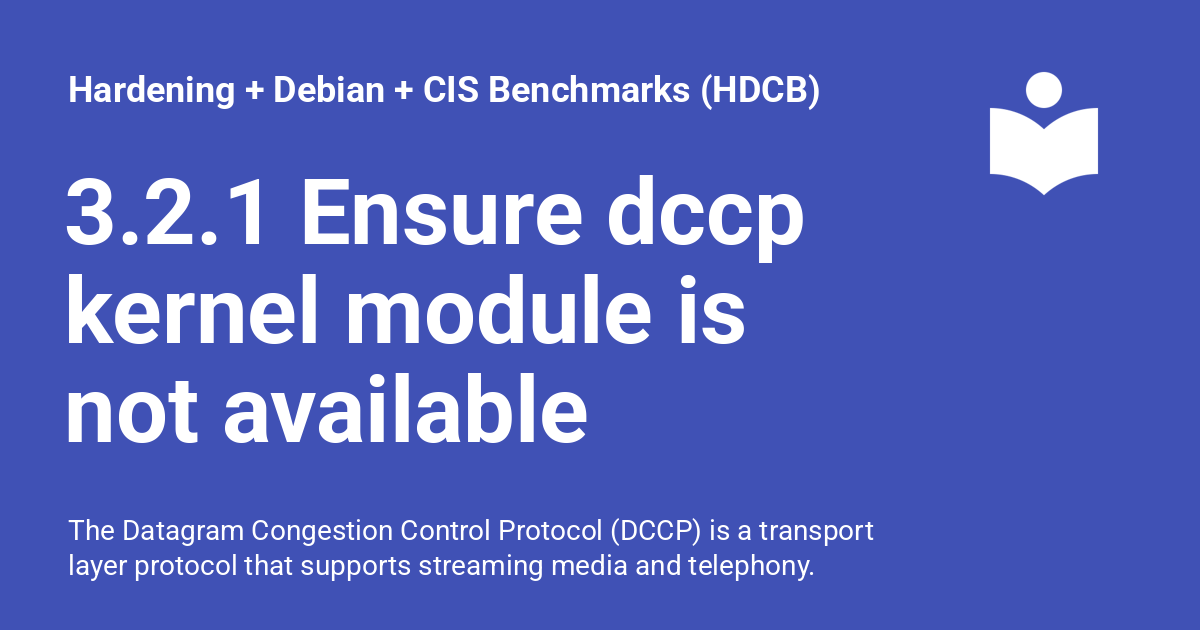 Hardening + Debian + CIS Benchmarks (HDCB)
3.2.1 Ensure dccp
kernel module is
not available
The Datagram Congestion Control Protocol (DCCP) is a transport
layer protocol that supports streaming media and telephony.